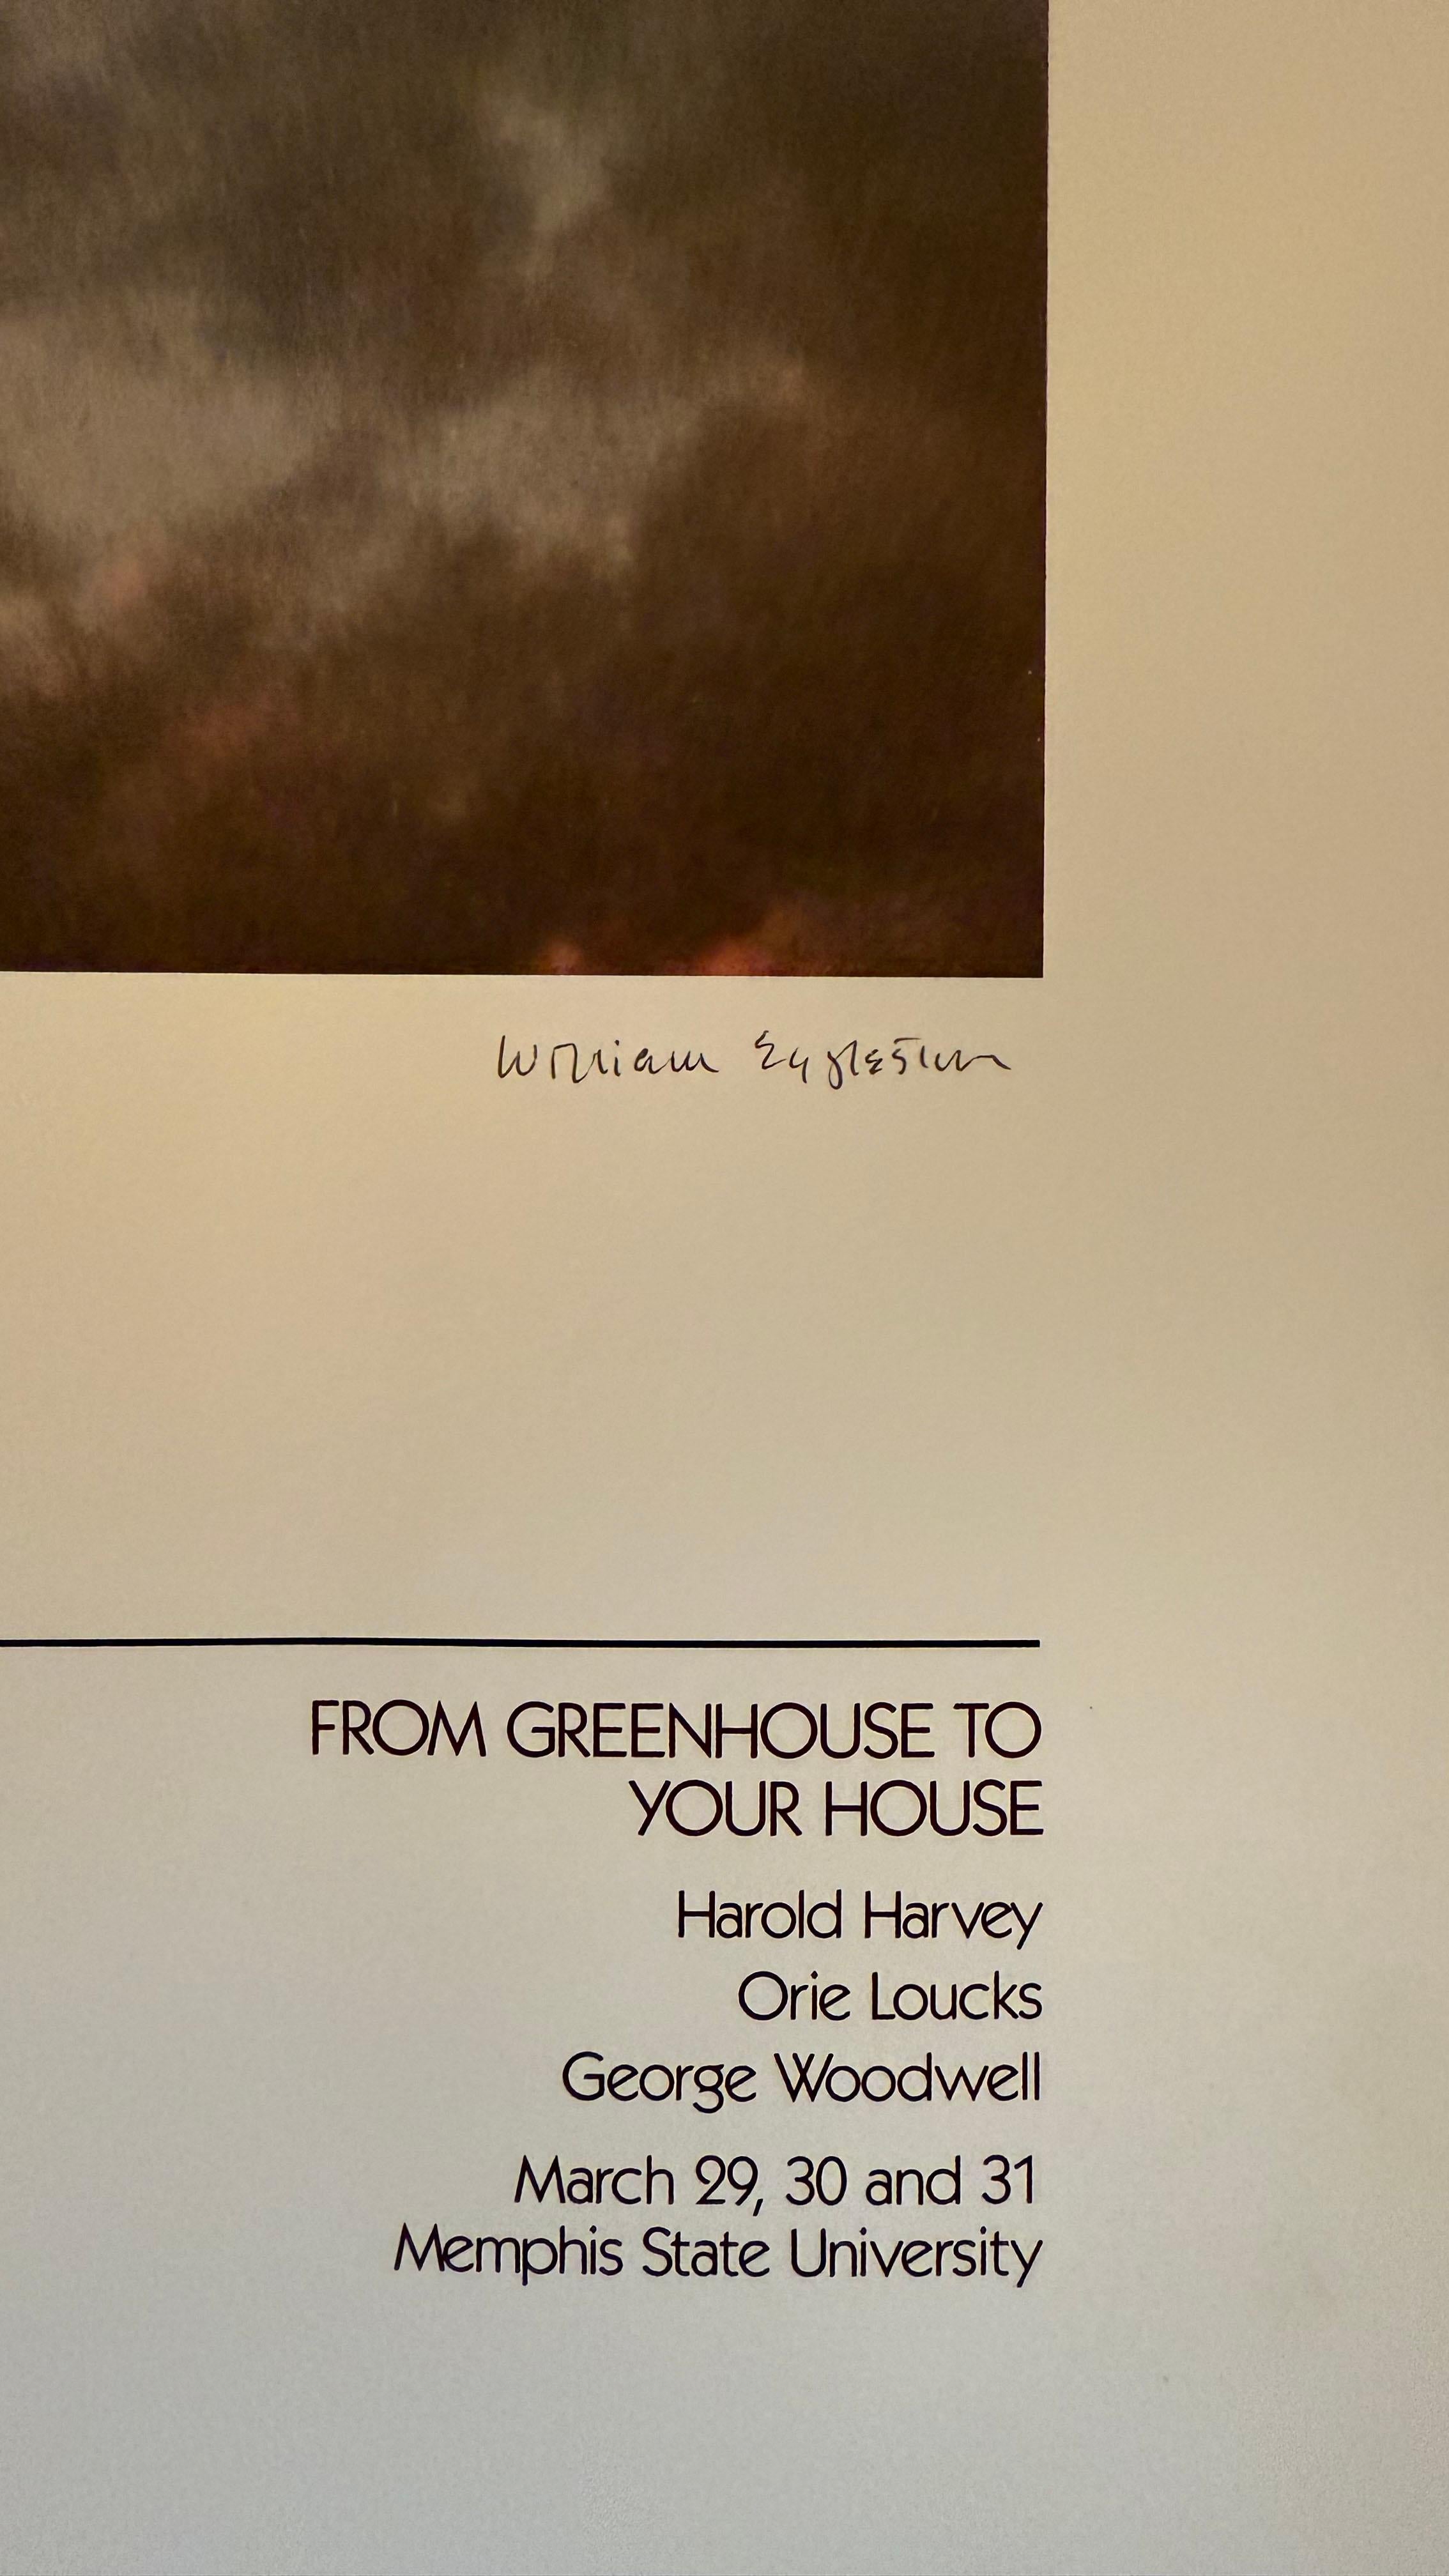 William Eggleston
FROM GREENHOUSE TO
YOUR HOUSE
Harold Harvey
Orie Loucks
George Woodwell
March 29, 30 and 31
Memphis State University